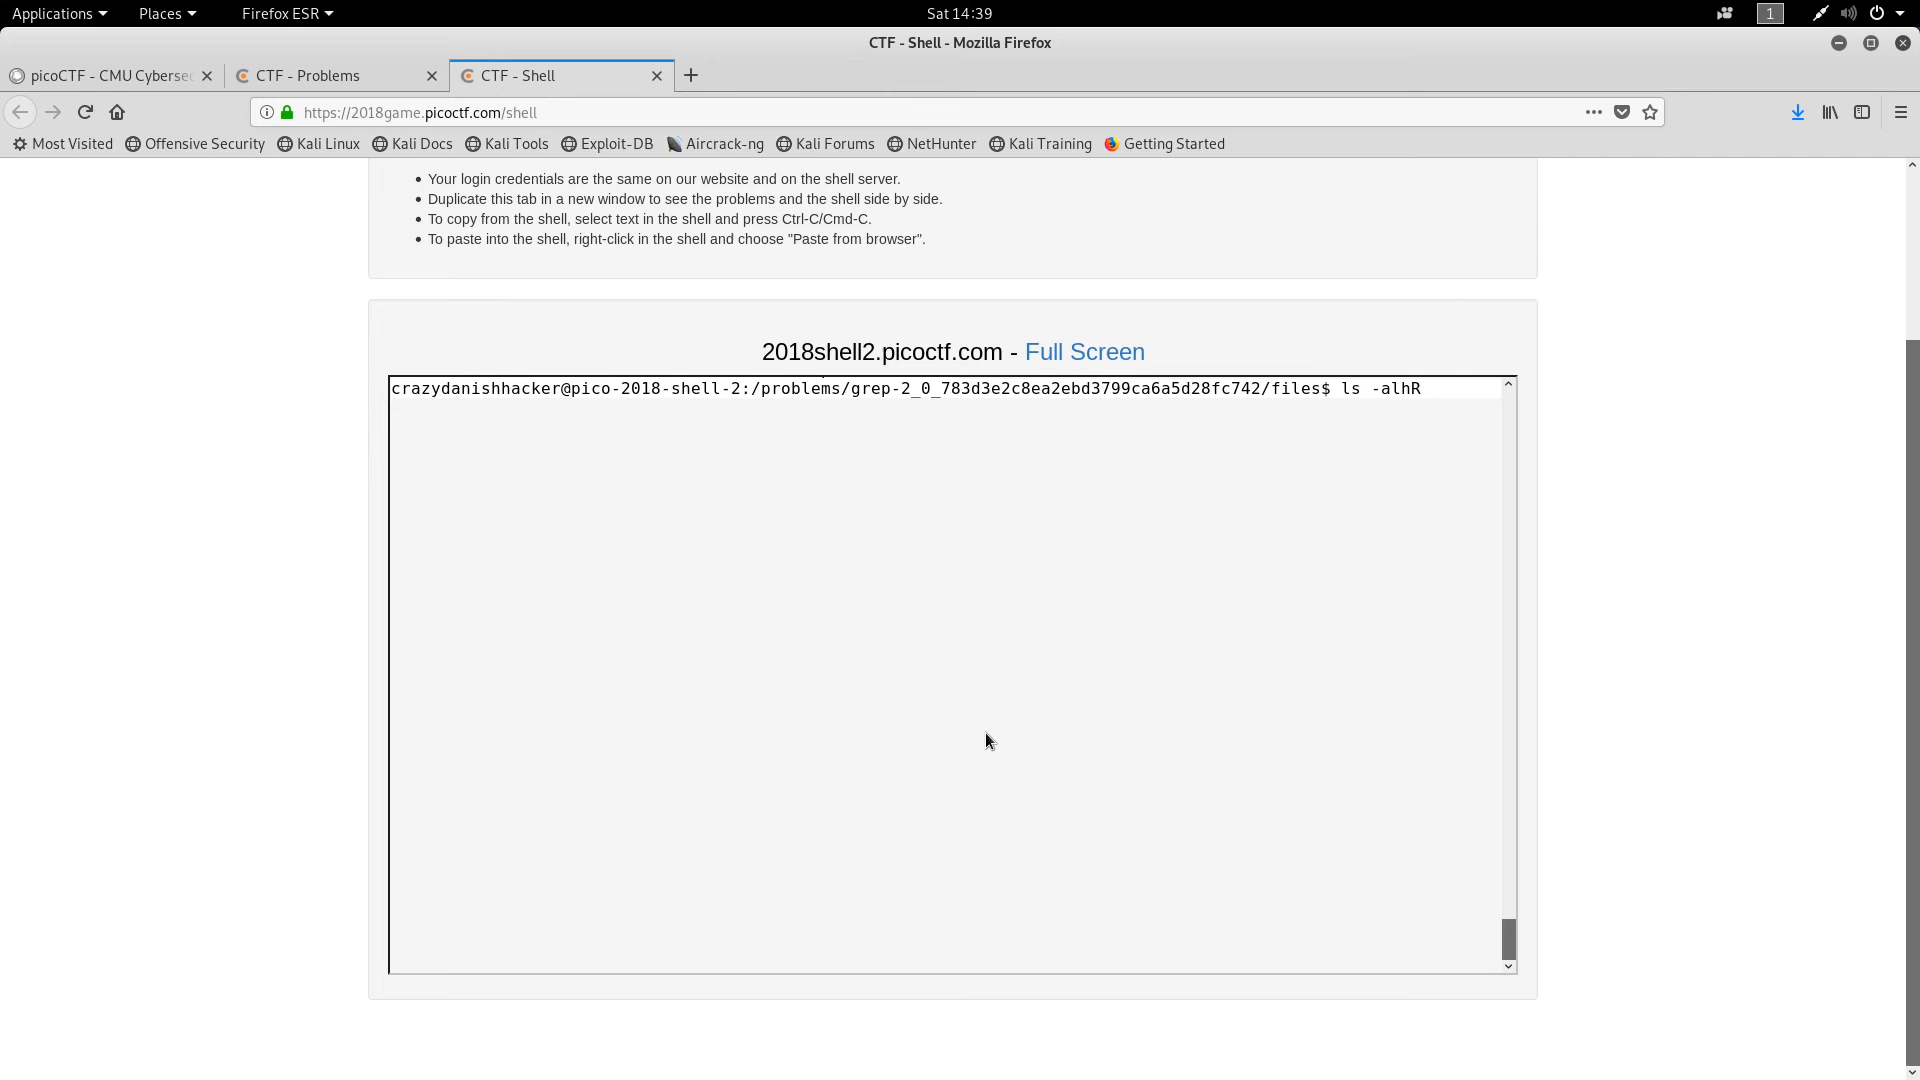 Applications Places Firefox ESR Sat 14:39 1
CTF - Shell - Mozilla Firefox
picoCTF - CMU Cybersec CTF - Problems CTF - Shell
https://2018game.picoctf.com/shell
Most Visited Offensive Security Kali Linux Kali Docs Kali Tools Exploit-DB Aircrack-ng Kali Forums NetHunter Kali Training Getting Started
• Your login credentials are the same on our website and on the shell server.
• Duplicate this tab in a new window to see the problems and the shell side by side.
• To copy from the shell, select text in the shell and press Ctrl-C/Cmd-C.
• To paste into the shell, right-click in the shell and choose "Paste from browser".
2018shell2.picoctf.com - Full Screen
crazydanishhacker@pico-2018-shell-2:/problems/grep-2_0_783d3e2c8ea2ebd3799ca6a5d28fc742/files$ ls -alhR